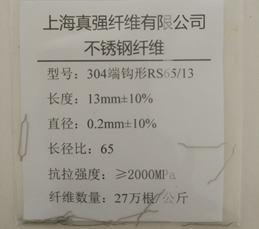 上海真强纤维有限公司
不锈钢纤维
型号：304端钩形RS65/13
长度：13mm±10%
直径：0.2mm±10%
长径比：65
抗拉强度：≥2000MPa
纤维数量：27万根/公斤